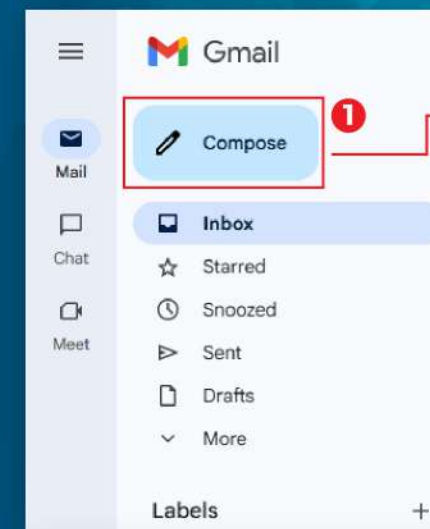 Gmail
Compose
1
Mail
Inbox
Starred
Chat
Snoozed
Meet
Sent
Drafts
More
Labels